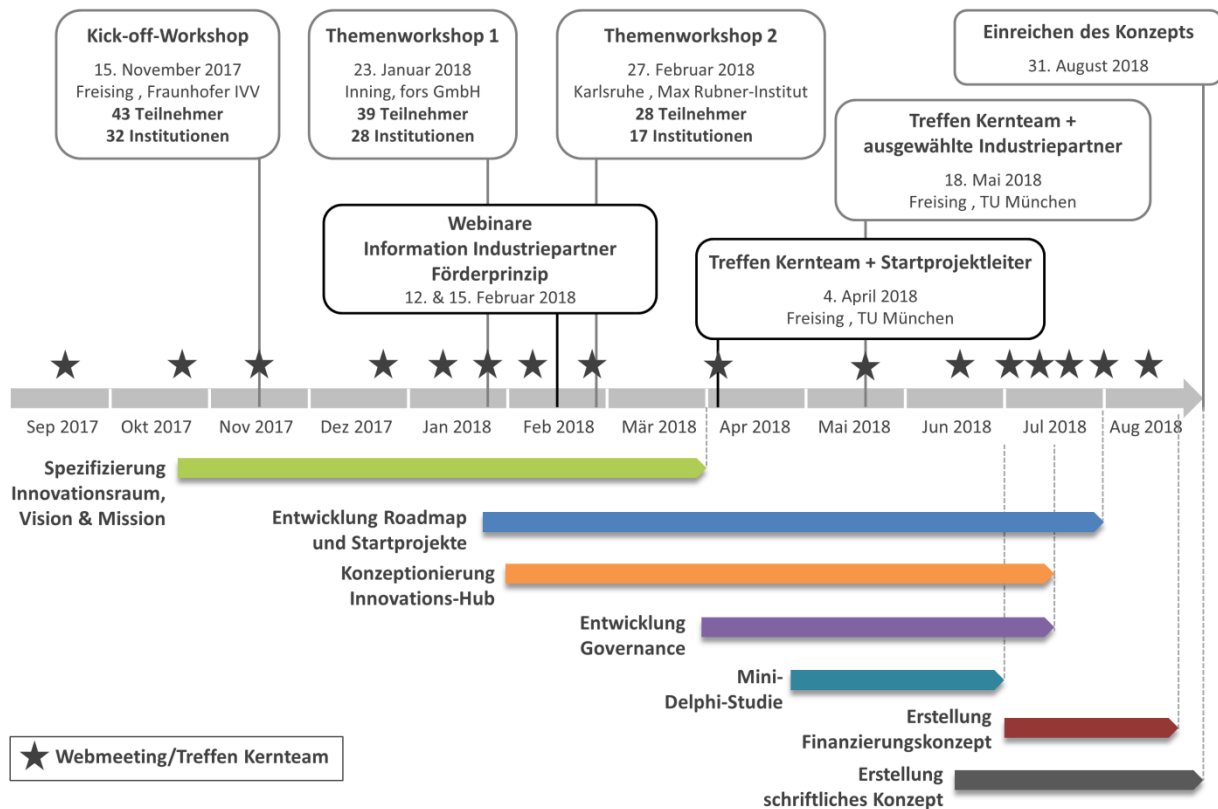 Kick-off-Workshop
15. November 2017
Freising , Fraunhofer IVV
43 Teilnehmer
32 Institutionen
Themenworkshop 1
23. Januar 2018
Inning, fors GmbH
39 Teilnehmer
28 Institutionen
Themenworkshop 2
27. Februar 2018
Karlsruhe , Max Rubner-Institut
28 Teilnehmer
17 Institutionen
Einreichen des Konzepts
31. August 2018
Treffen Kernteam +
ausgewählte Industriepartner
18. Mai 2018
Freising , TU München
Webinare
Information Industriepartner
Förderprinzip
12. & 15. Februar 2018
Treffen Kernteam + Startprojektleiter
4. April 2018
Freising , TU München
Sep 2017
Okt 2017
Nov 2017
Dez 2017
Jan 2018
Feb 2018
Mär 2018
Apr 2018
Mai 2018
Jun 2018
Jul 2018
Aug 2018
Spezifizierung
Innovationsraum,
Vision & Mission
Entwicklung Roadmap
und Startprojekte
Konzeptionierung
Innovations-Hub
Entwicklung
Governance
Mini-
Delphi-Studie
Erstellung
Finanzierungskonzept
Erstellung
schriftliches Konzept
Webmeeting/Treffen Kernteam